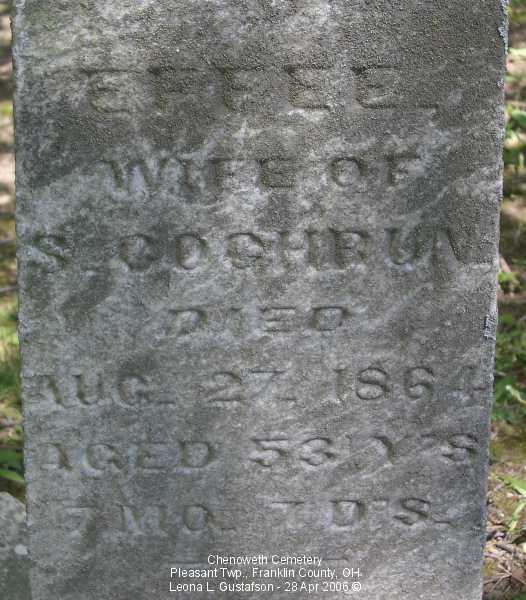 EFFEE,
WIFE OF
S. COCHRUN
DIED
AUG. 27. 1864
AGED 53 Y'S
7 MO. 7 D'S.
Chenoweth Cemetery
Pleasant Twp., Franklin County, OH
Leona L. Gustafson - 28 Apr 2006 ©